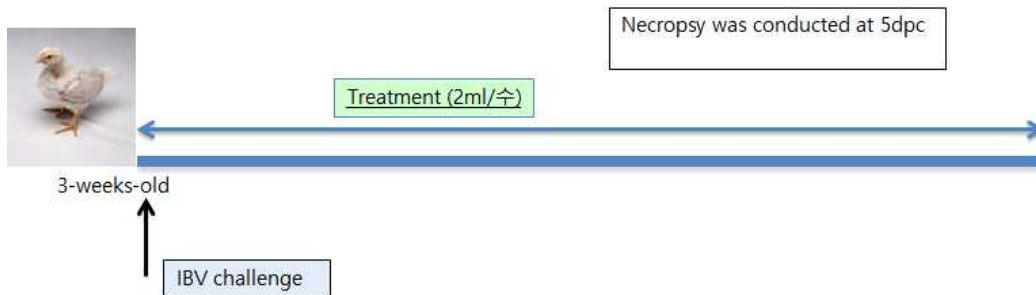 Necropsy was conducted at 5dpc
Treatment (2ml/수)
3-weeks-old
IBV challenge